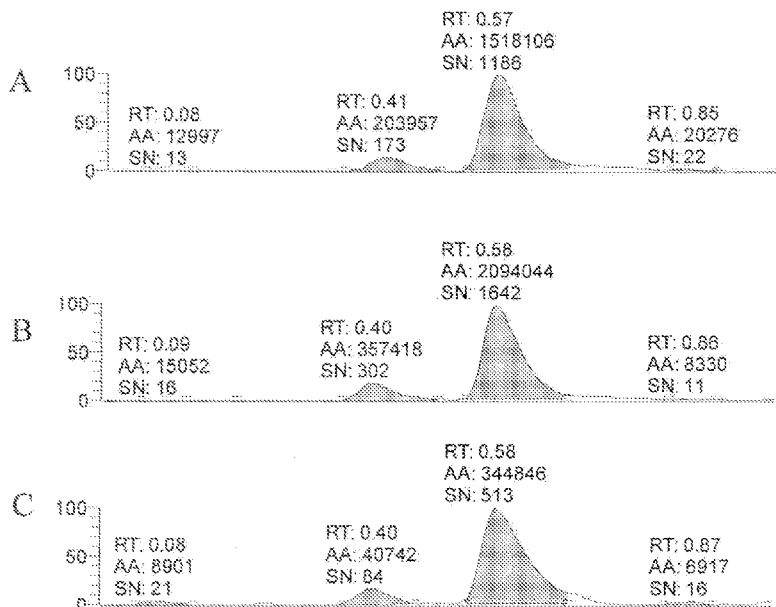 RT: 0.57
AA: 1518106
SN: 1186
A
100
50
0
RT: 0.08
AA: 12997
SN: 13
RT: 0.41
AA: 203957
SN: 173
RT: 0.85
AA: 20276
SN: 22
RT: 0.58
AA: 2094044
SN: 1642
B
100
50
0
RT: 0.09
AA: 15052
SN: 16
RT: 0.40
AA: 357418
SN: 302
RT: 0.86
AA: 8330
SN: 11
RT: 0.58
AA: 344846
SN: 513
C
100
50
0
RT: 0.08
AA: 8901
SN: 21
RT: 0.40
AA: 40742
SN: 84
RT: 0.87
AA: 6917
SN: 16